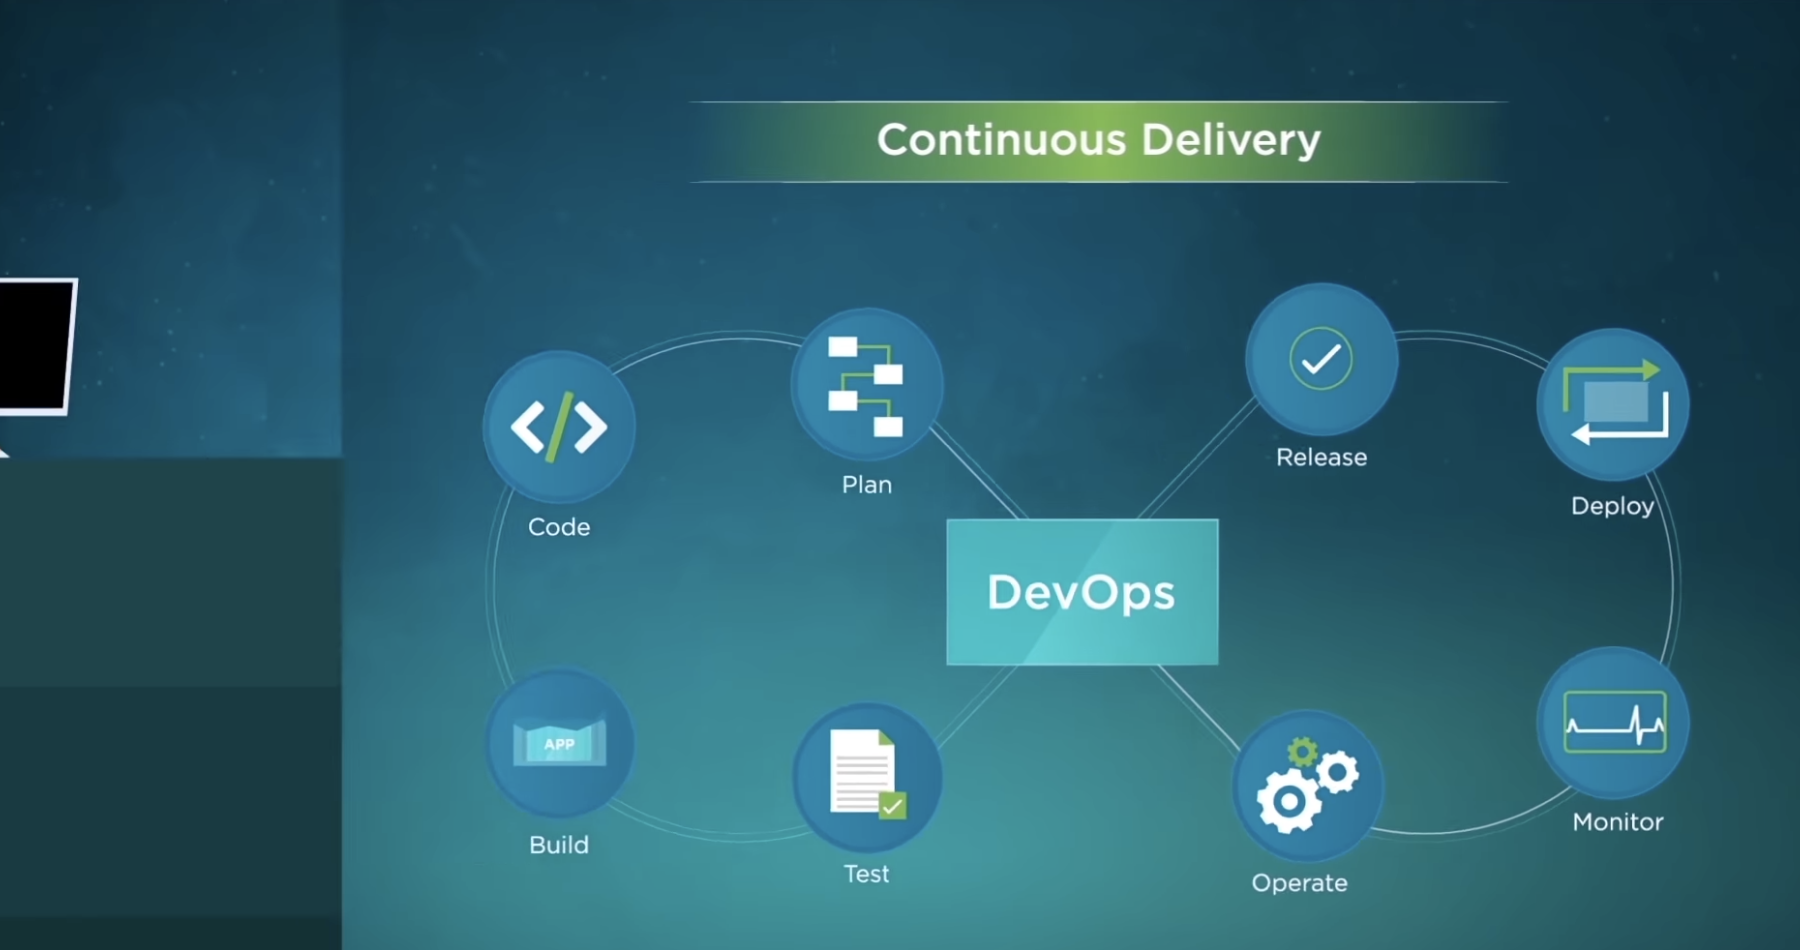 Continuous Delivery
Code
Plan
Release
Deploy
DevOps
APP
Build
Test
Operate
Monitor